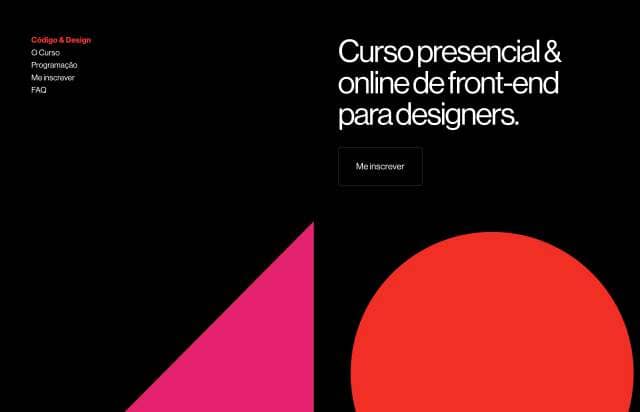 Código & Design
O Curso
Programação
Me inscrever
FAQ
Curso presencial &
online de front-end
para designers.
Me inscrever